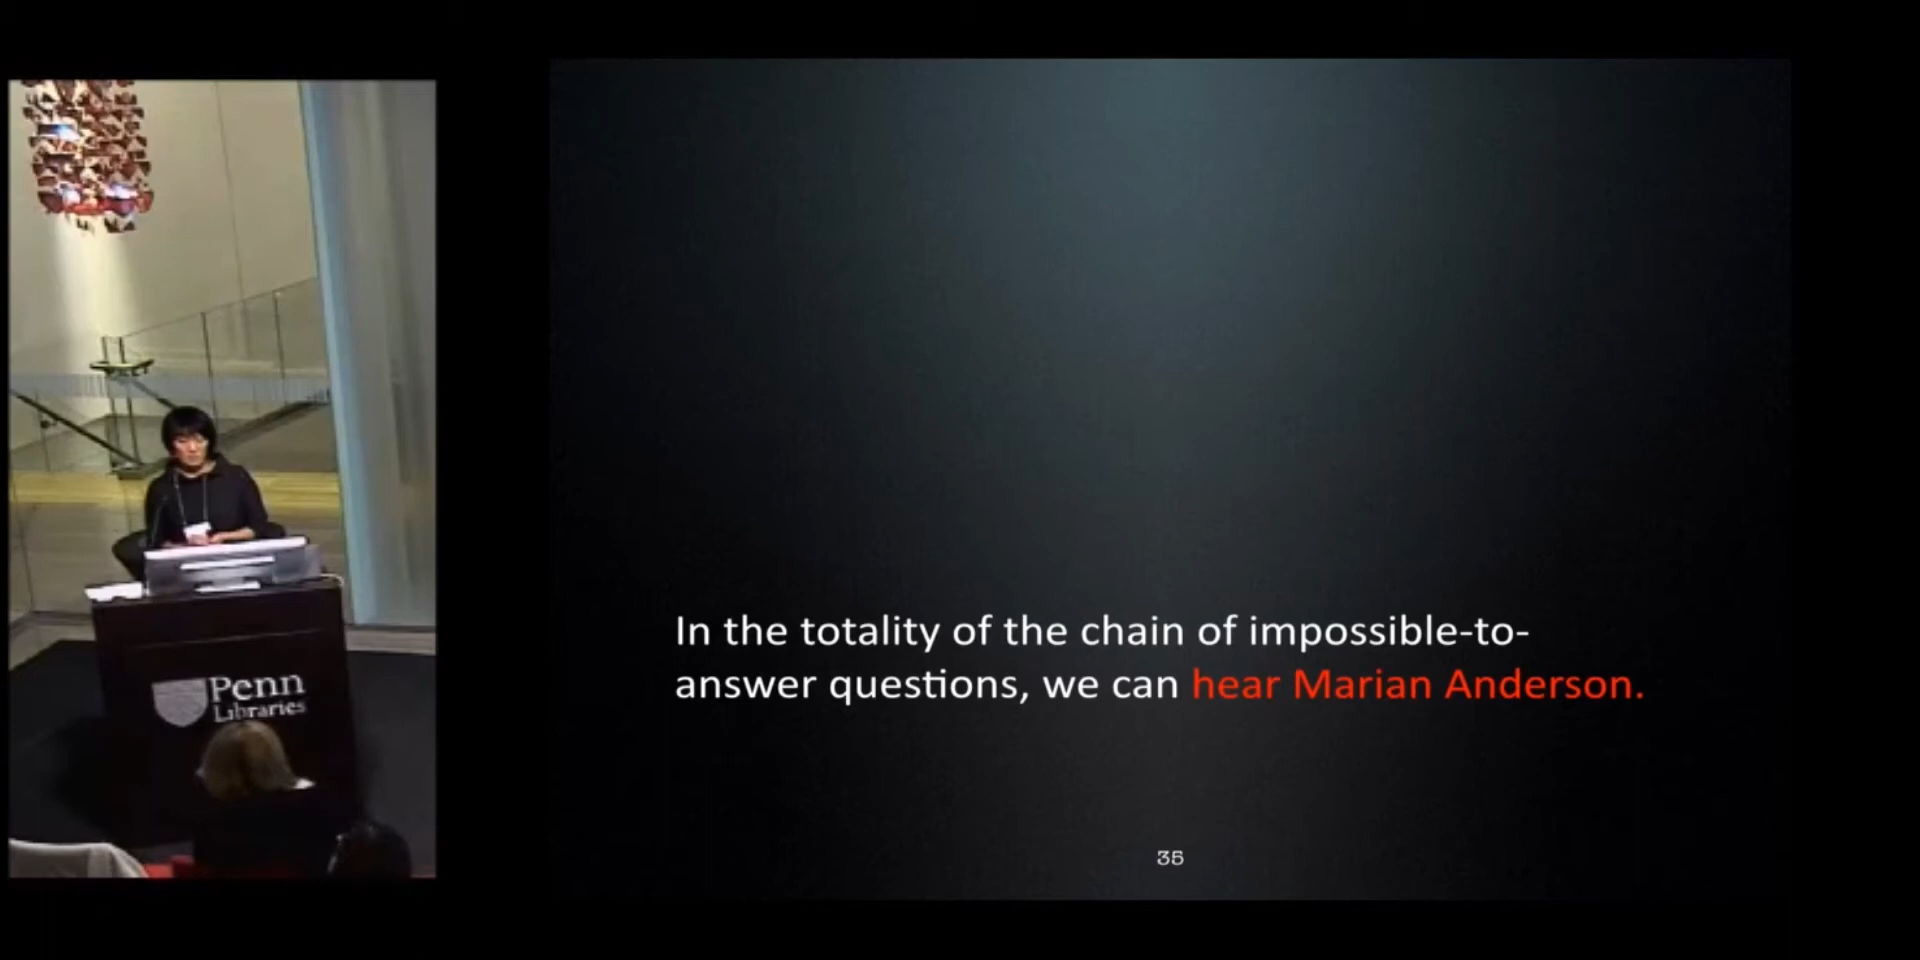 Penn
Libraries
In the totality of the chain of impossible-to-
answer questions, we can hear Marian Anderson.
35